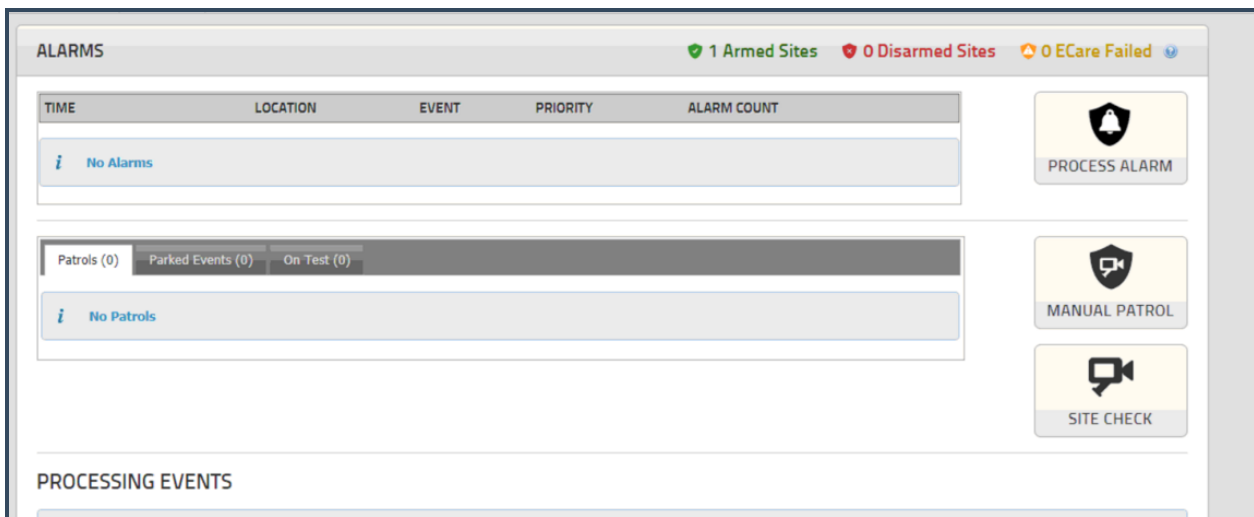 ALARMS 1 Armed Sites 0 Disarmed Sites 0 ECare Failed
TIME LOCATION EVENT PRIORITY ALARM COUNT
i No Alarms
PROCESS ALARM
Patrols (0) Parked Events (0) On Test (0)
i No Patrols
MANUAL PATROL
SITE CHECK
PROCESSING EVENTS